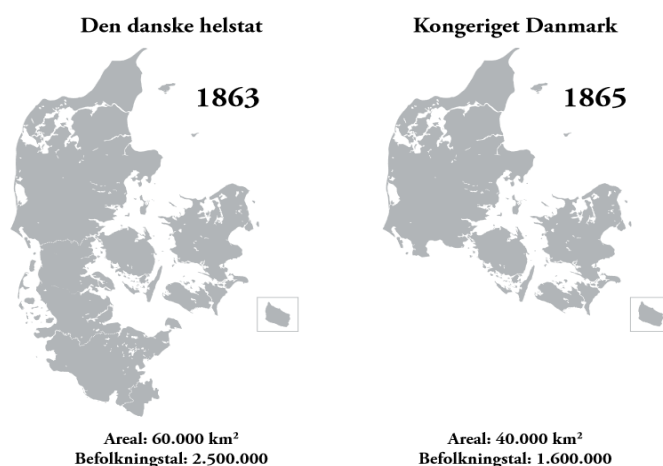 Den danske helstat
1863
Areal: 60.000 km²
Befolkningstal: 2.500.000
Kongeriget Danmark
1865
Areal: 40.000 km²
Befolkningstal: 1.600.000